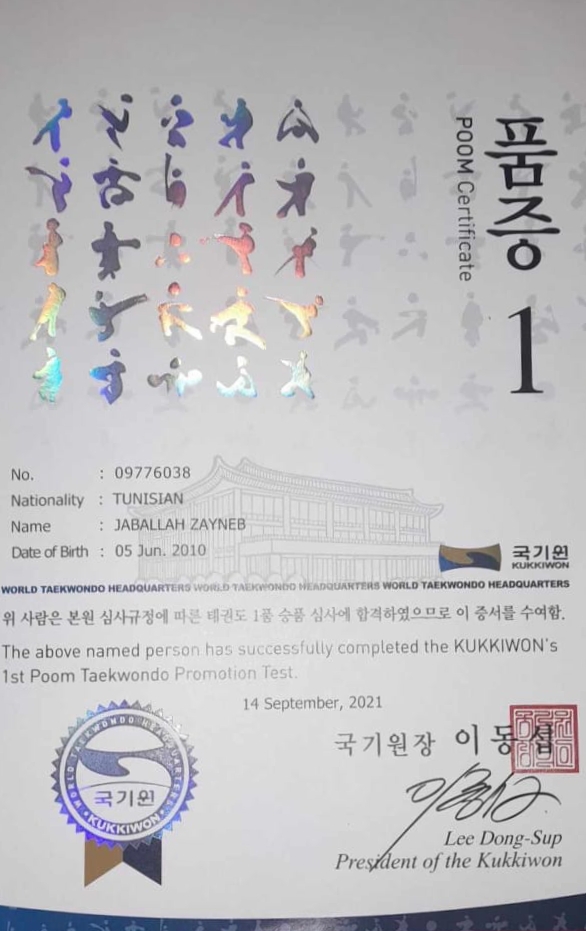 품증
POOM Certificate
1
No. : 09776038
Nationality : TUNISIAN
Name : JABALLAH ZAYNEB
Date of Birth : 05 Jun. 2010
국기원
KUKKIWON
WORLD TAEKWONDO HEADQUARTERS WORLD TAEKWONDO HEADQUARTERS WORLD TAEKWONDO HEADQUARTERS
위 사람은 본원 심사규정에 따른 태권도 1품 승품 심사에 합격하였으므로 이 증서를 수여함.
The above named person has successfully completed the KUKKIWON's
1st Poom Taekwondo Promotion Test.
14 September, 2021
WORLD TAEKWONDO HEADQUARTERS
국기원
KUKKIWON
국기원장 이동섭
Lee Dong-Sup
President of the Kukkiwon